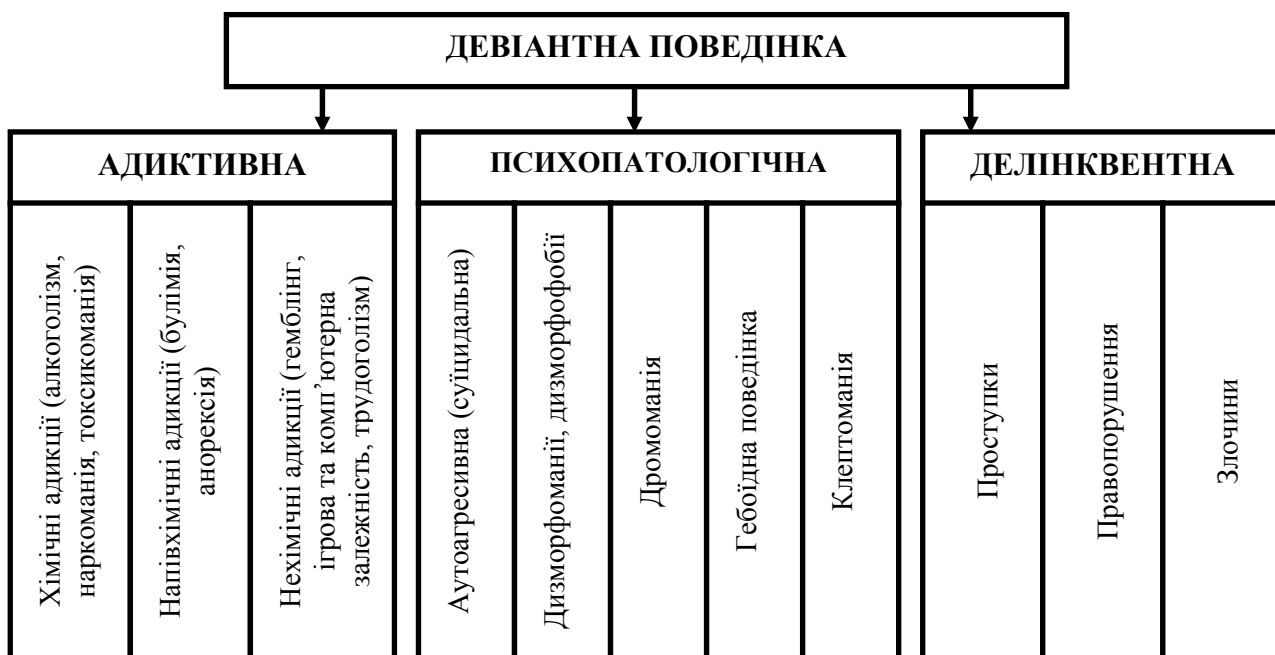 ДЕВІАНТНА ПОВЕДІНКА
АДИКТИВНА
ПСИХОПАТОЛОГІЧНА
ДЕЛІНКВЕНТНА
Хімічні адикції (алкоголізм,
наркоманія, токсикоманія)
Напівхімічні адикції (булімія,
анорексія)
Нехімічні адикції (гемблінг,
ігрова та комп’ютерна
залежність, трудоголізм)
Аутоагресивна (суїцидальна)
Дизморфоманії, дизморфофобії
Дромоманія
Гебоїдна поведінка
Клептоманія
Проступки
Правопорушення
Злочини